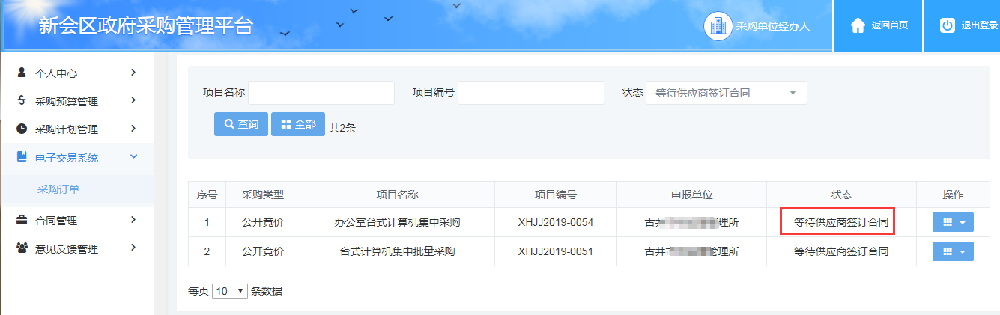 新会区政府采购管理平台
采购单位经办人
返回首页
退出登录
个人中心
采购预算管理
采购计划管理
电子交易系统
采购订单
合同管理
意见反馈管理
项目名称 项目编号 状态 等待供应商签订合同
查询 全部 共2条
序号 采购类型 项目名称 项目编号 申报单位 状态 操作
1 公开竞价 办公室台式计算机集中采购 XHJJ2019-0054 古井 管理所 等待供应商签订合同
2 公开竞价 台式计算机集中批量采购 XHJJ2019-0051 古井 管理所 等待供应商签订合同
每页 10 条数据